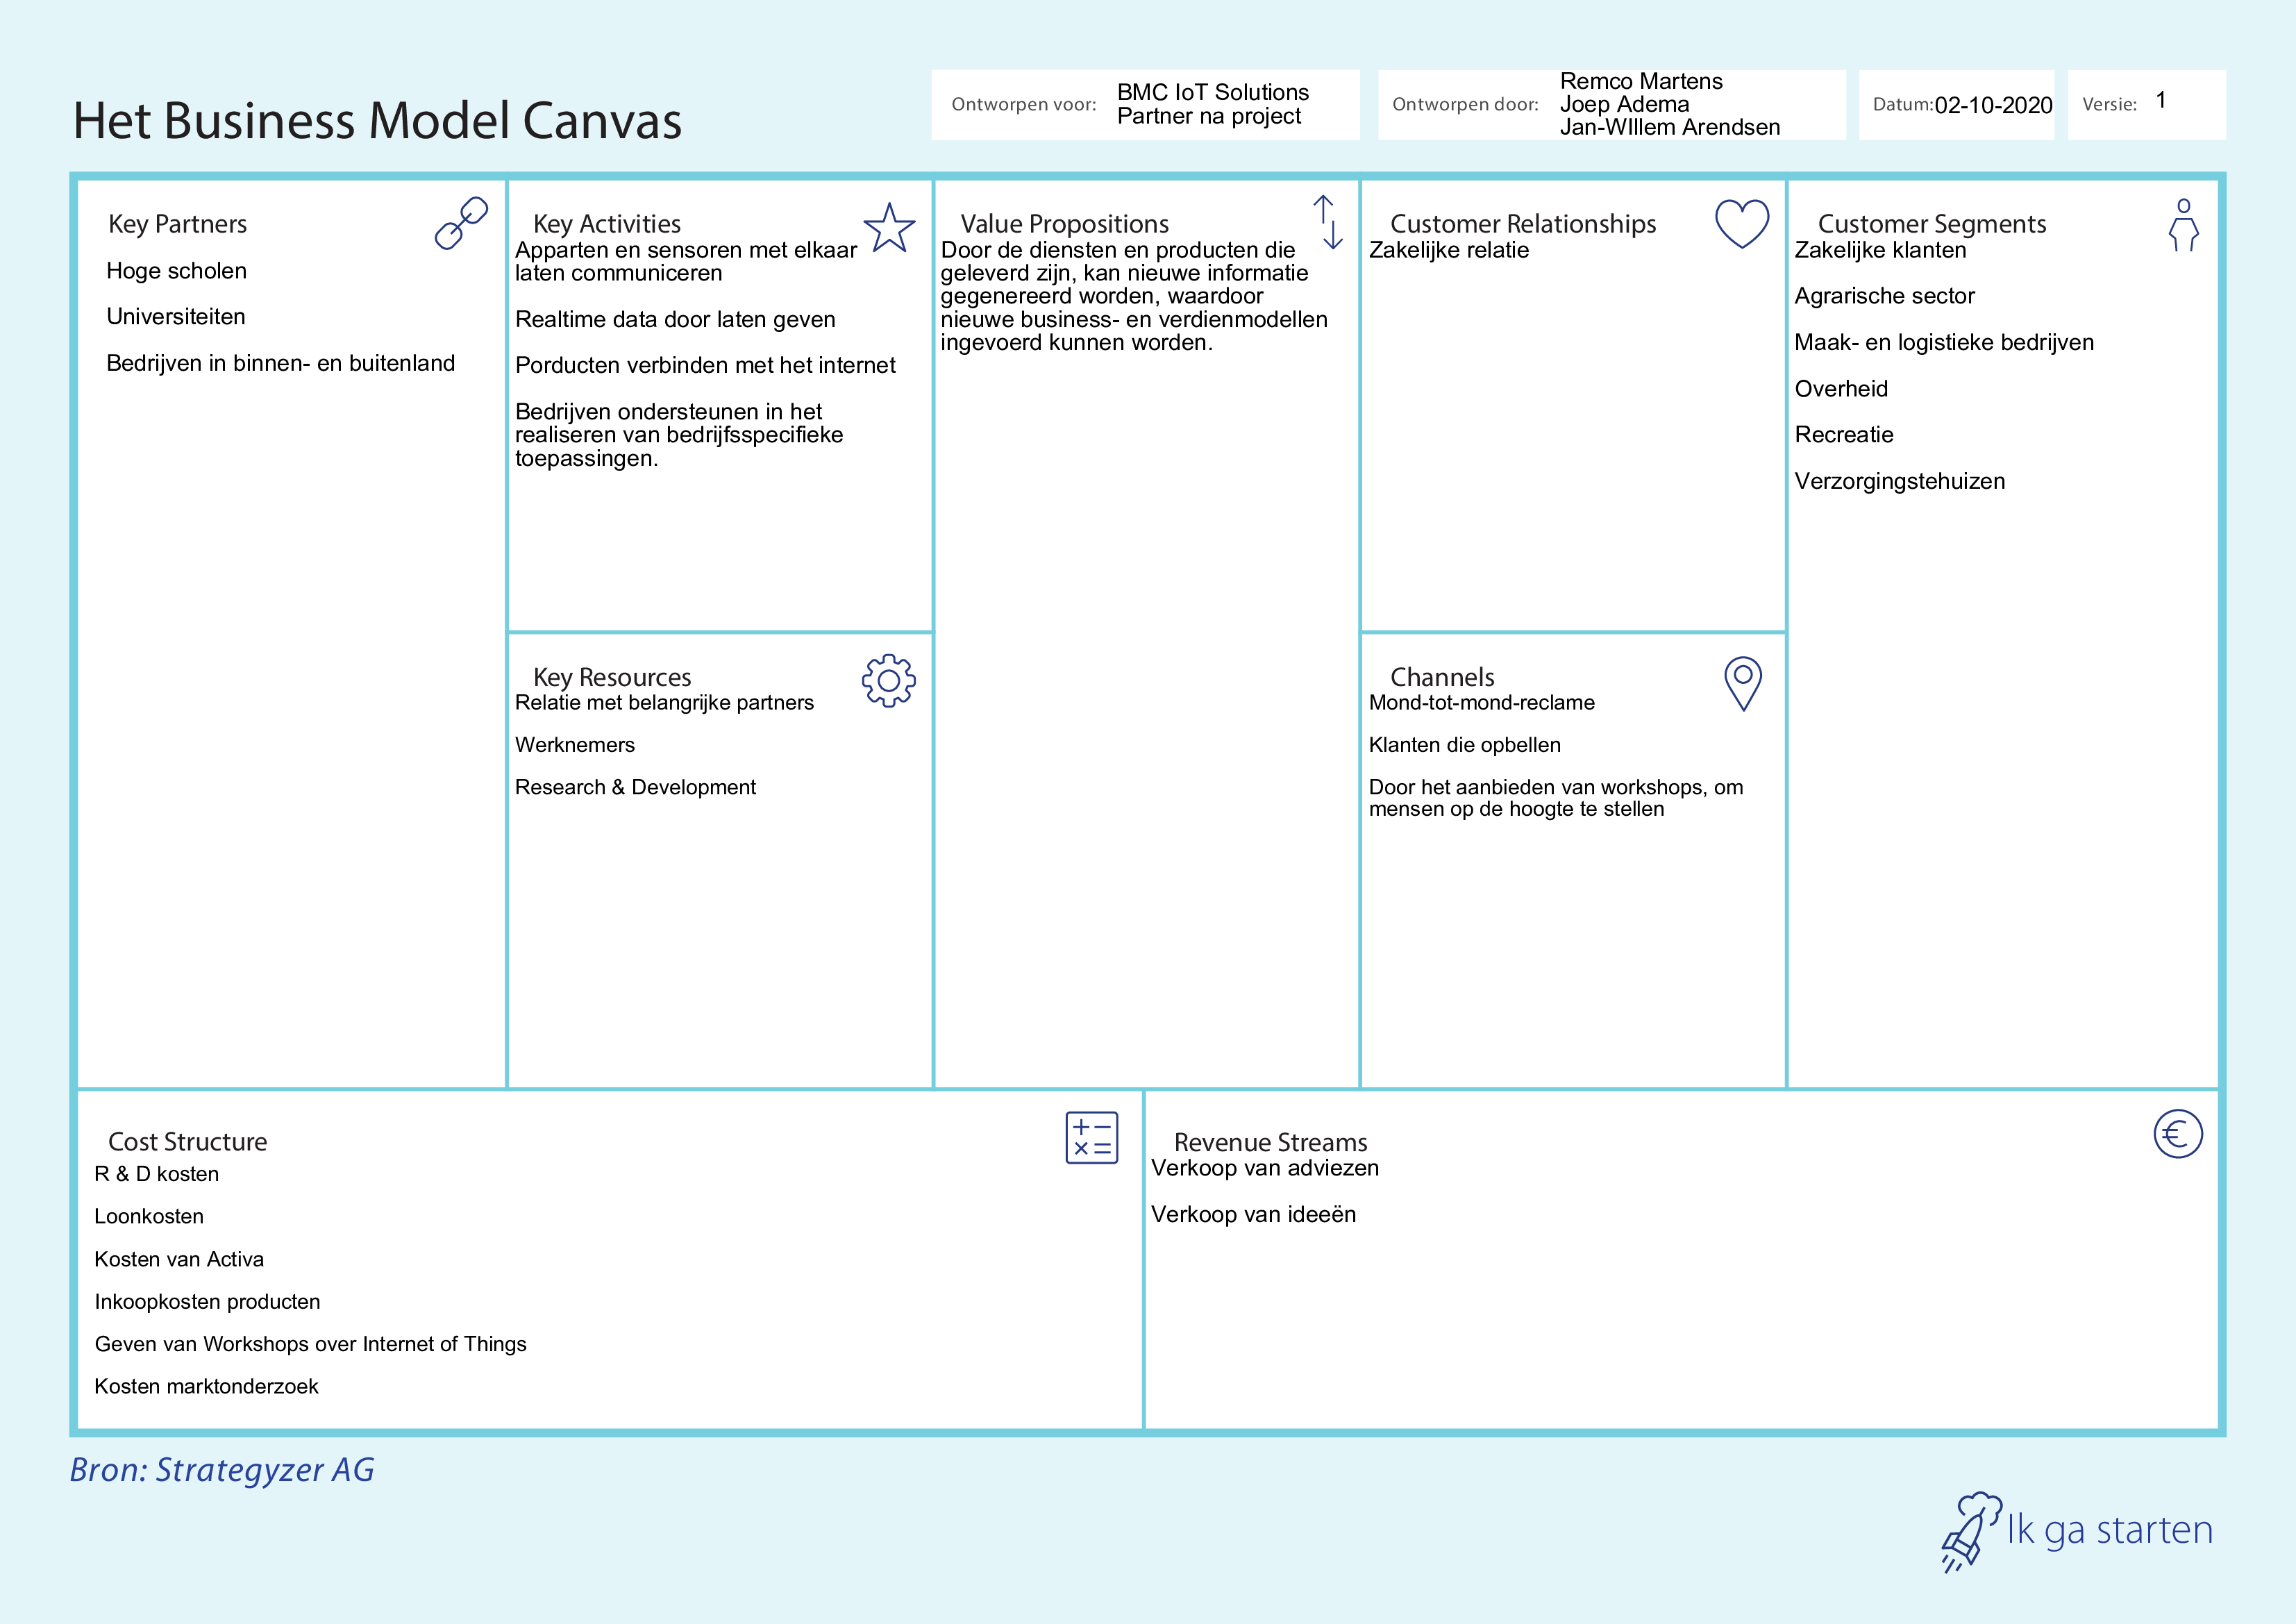 Het Business Model Canvas
Ontworpen voor:
BMC IoT Solutions
Partner na project
Ontworpen door:
Remco Martens
Joep Adema
Jan-WIllem Arendsen
Datum:
02-10-2020
Versie:
1
Key Partners
Hoge scholen
Universiteiten
Bedrijven in binnen- en buitenland
Key Activities
Apparten en sensoren met elkaar
laten communiceren
Realtime data door laten geven
Porducten verbinden met het internet
Bedrijven ondersteunen in het
realiseren van bedrijfsspecifieke
toepassingen.
Key Resources
Relatie met belangrijke partners
Werknemers
Research & Development
Value Propositions
Door de diensten en producten die
geleverd zijn, kan nieuwe informatie
gegenereerd worden, waardoor
nieuwe business- en verdienmodellen
ingevoerd kunnen worden.
Customer Relationships
Zakelijke relatie
Channels
Mond-tot-mond-reclame
Klanten die opbellen
Door het aanbieden van workshops, om
mensen op de hoogte te stellen
Customer Segments
Zakelijke klanten
Agrarische sector
Maak- en logistieke bedrijven
Overheid
Recreatie
Verzorgingstehuizen
Cost Structure
R & D kosten
Loonkosten
Kosten van Activa
Inkoopkosten producten
Geven van Workshops over Internet of Things
Kosten marktonderzoek
Revenue Streams
Verkoop van adviezen
Verkoop van ideeën
Bron: Strategyzer AG
Ik ga starten